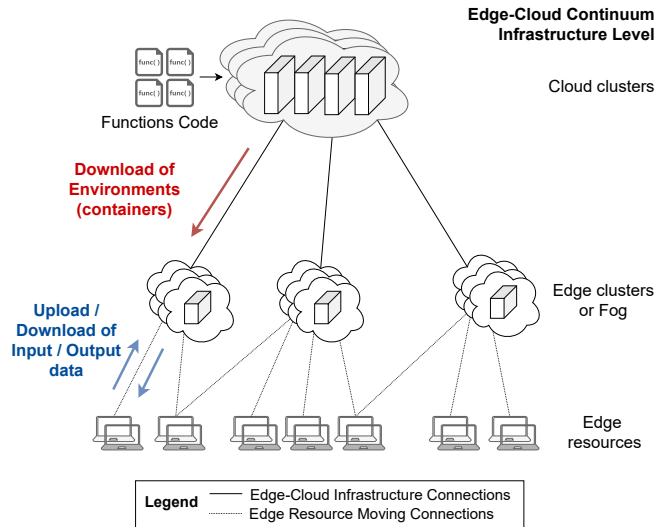 Edge-Cloud Continuum
Infrastructure Level
func( )
func( )
func( )
func( )
Functions Code
Cloud clusters
Download of
Environments
(containers)
Edge clusters
or Fog
Upload /
Download of
Input / Output
data
Edge
resources
Legend
Edge-Cloud Infrastructure Connections
Edge Resource Moving Connections